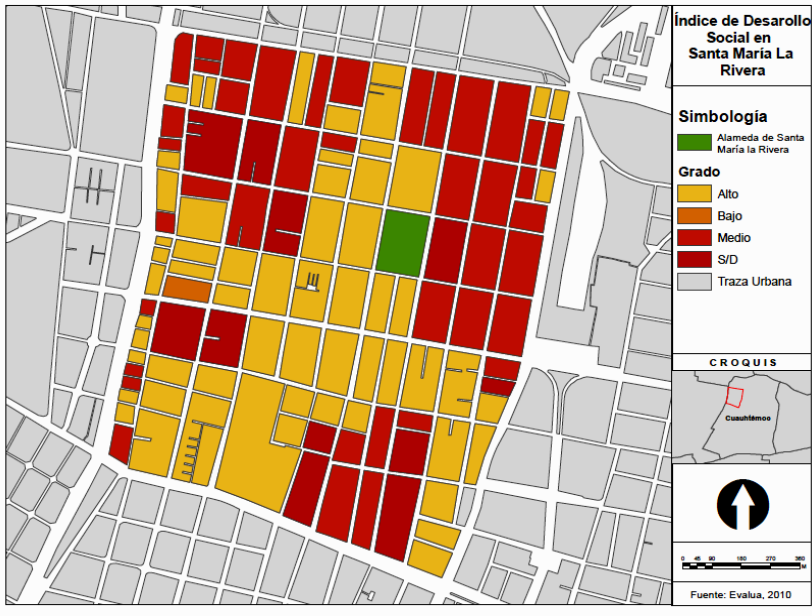 Índice de Desarollo
Social en
Santa María La
Rivera
Simbología
Alameda de Santa
María la Rivera
Grado
Alto
Bajo
Medio
S/D
Traza Urbana
CROQUIS
Cuauhtémoc
0 45 90 180 270 360
M
Fuente: Evalua, 2010